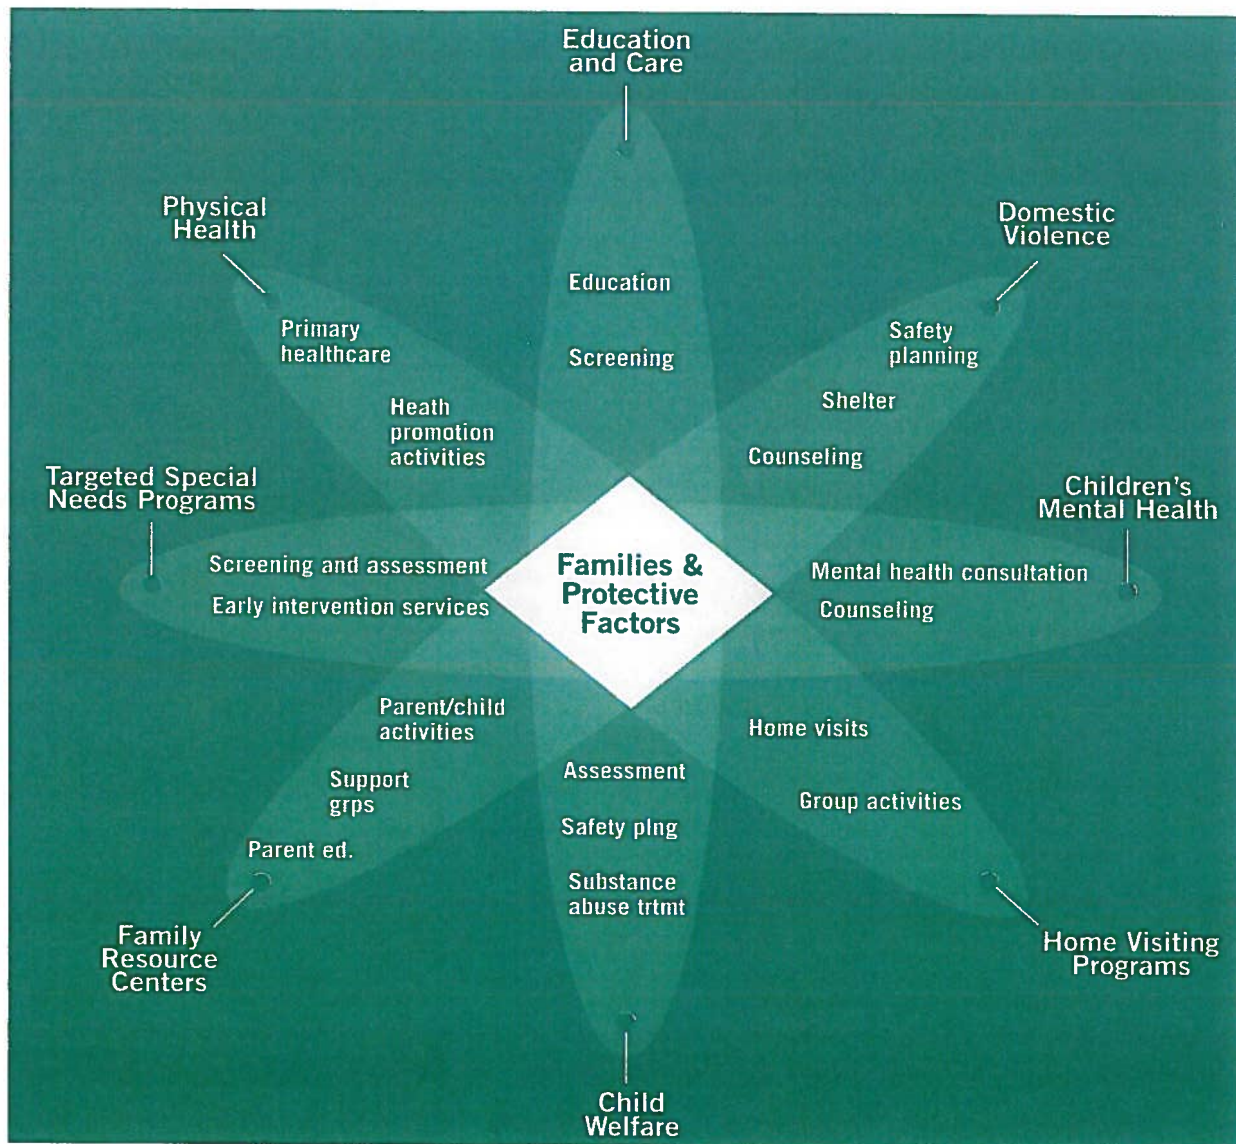 Education
and Care
Physical
Health
Domestic
Violence
Education
Screening
Primary
healthcare
Heath
promotion
activities
Safety
planning
Shelter
Counseling
Targeted Special
Needs Programs
Children's
Mental Health
Screening and assessment
Early intervention services
Families &
Protective
Factors
Mental health consultation
Counseling
Parent/child
activities
Support
grps
Parent ed.
Assessment
Safety plng
Substance
abuse trtmt
Home visits
Group activities
Family
Resource
Centers
Home Visiting
Programs
Child
Welfare